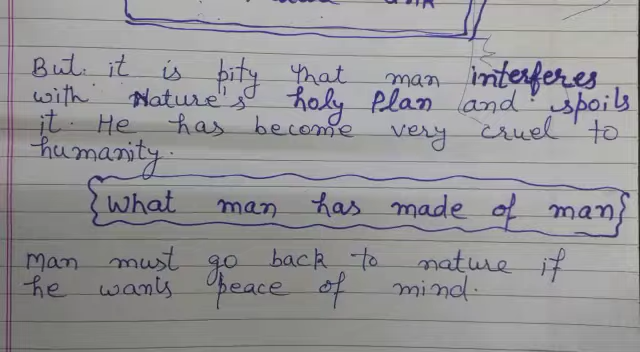 But it is pity that man interferes
with Nature's holy Plan and spoils
it. He has become very cruel to
humanity.
{What man has made of man}
Man must go back to nature if
he wants peace of mind.